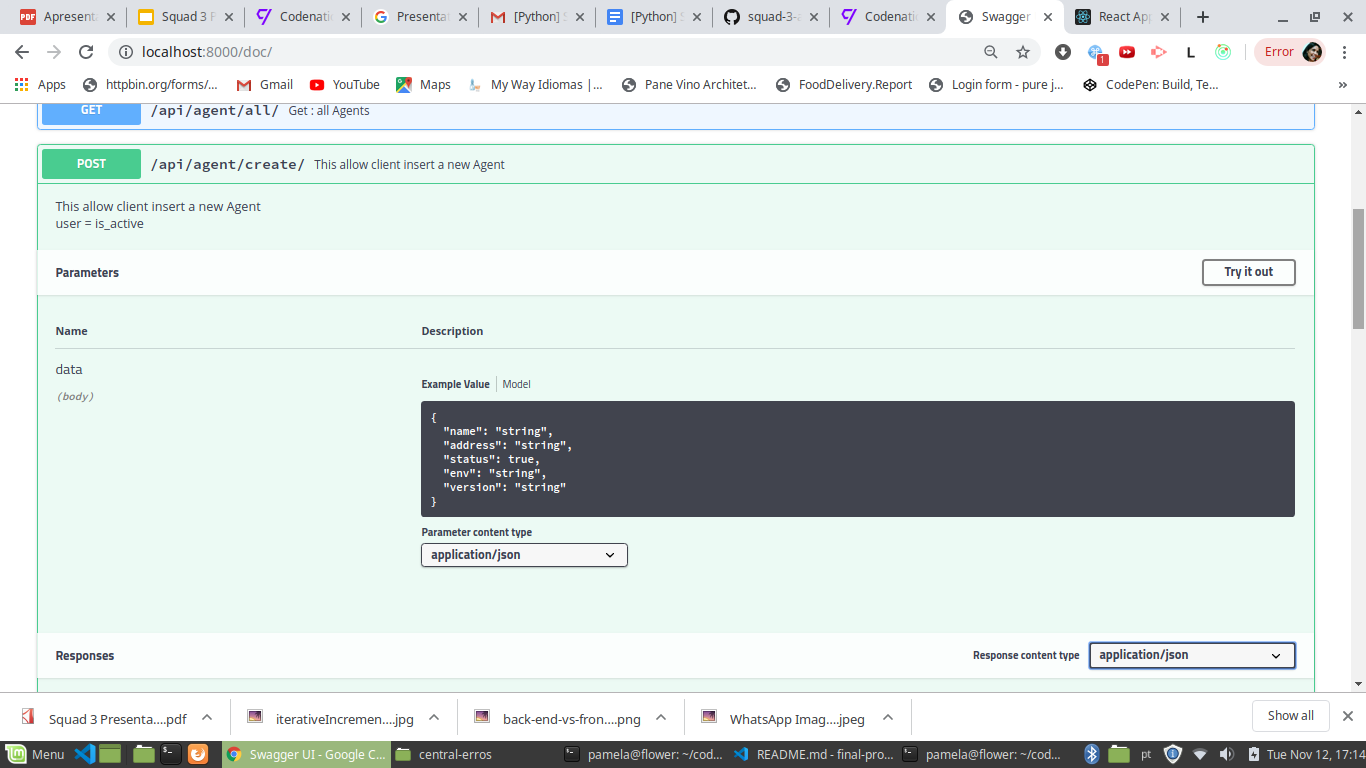 Apresenta
Squad 3 P
Codenatio
Presentat
[Python] S
[Python] S
squad-3-a
Codenatio
Swagger
React App
localhost:8000/doc/
1
L
Error
Apps
httpbin.org/forms/...
Gmail
YouTube
Maps
My Way Idiomas |...
Pane Vino Architet...
FoodDelivery.Report
Login form - pure j...
CodePen: Build, Te...
»
GET /api/agent/all/ Get : all Agents
POST /api/agent/create/ This allow client insert a new Agent
This allow client insert a new Agent
user = is_active
Parameters
Try it out
Name Description
data
(body)
Example Value Model
{
"name": "string",
"address": "string",
"status": true,
"env": "string",
"version": "string"
}
Parameter content type
application/json
Responses
Response content type application/json
Squad 3 Presenta....pdf
iterativeIncremen....jpg
back-end-vs-fron....png
WhatsApp Imag....jpeg
Show all
Menu
Swagger UI - Google C...
central-erros
pamela@flower: ~/cod...
README.md - final-pro...
pamela@flower: ~/cod...
pt
Tue Nov 12, 17:14